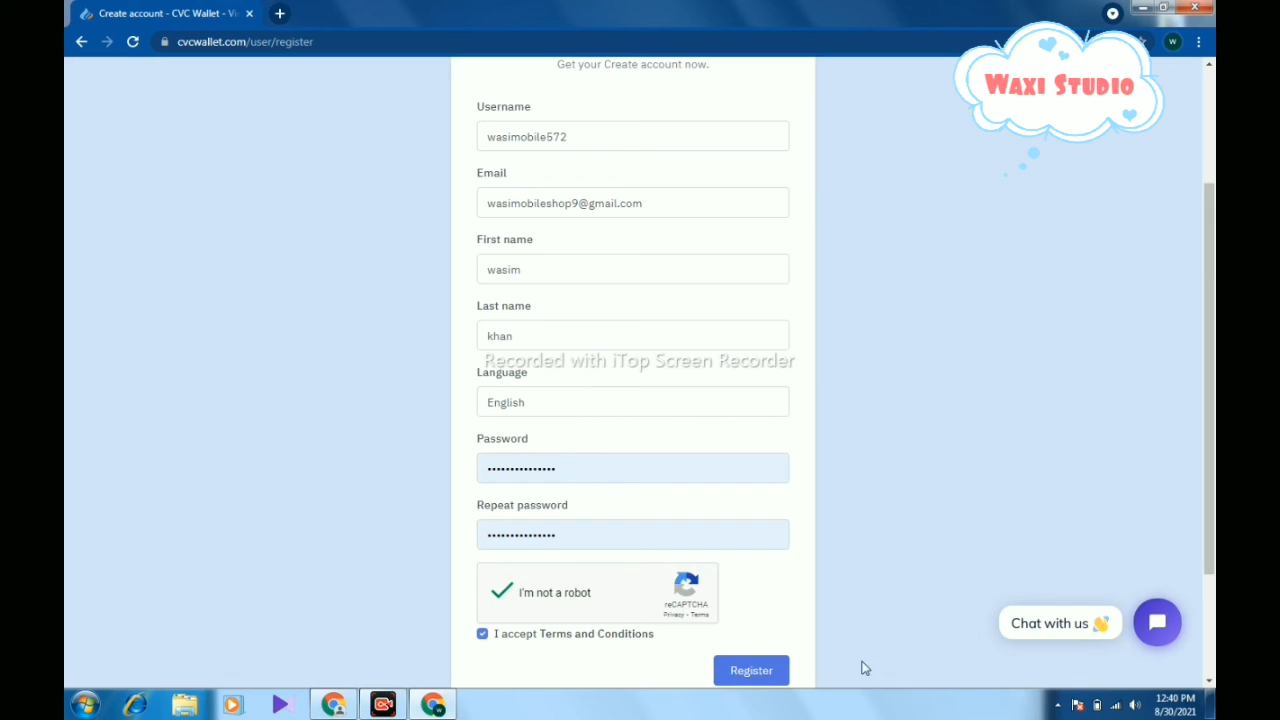 Create account - CVC Wallet - Vi
cvcwallet.com/user/register
W
WAXI STUDIO
Get your Create account now.
Username
wasimobile572
Email
wasimobileshop9@gmail.com
First name
wasim
Last name
khan
Recorded with iTop Screen Recorder
Language
English
Password
Repeat password
I'm not a robot
reCAPTCHA
Privacy - Terms
I accept Terms and Conditions
Chat with us 👋
Register
12:40 PM
8/30/2021